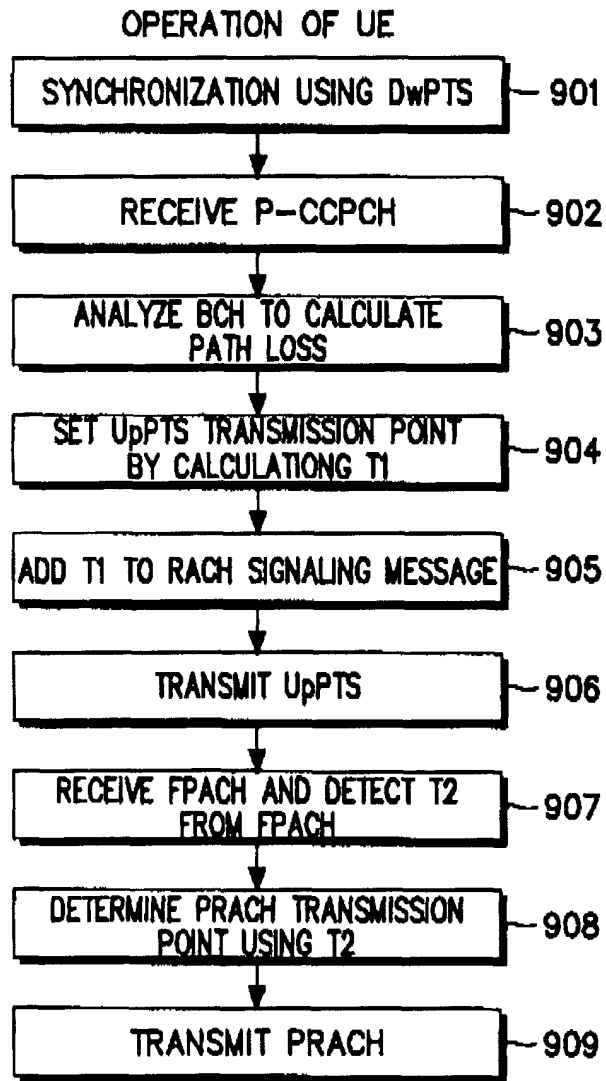 OPERATION OF UE
SYNCHRONIZATION USING DwPTS
901
RECEIVE P-CCPCH
902
ANALYZE BCH TO CALCULATE
PATH LOSS
903
SET UpPTS TRANSMISSION POINT
BY CALCULATIONG T1
904
ADD T1 TO RACH SIGNALING MESSAGE
905
TRANSMIT UpPTS
906
RECEIVE FPACH AND DETECT T2
FROM FPACH
907
DETERMINE PRACH TRANSMISSION
POINT USING T2
908
TRANSMIT PRACH
909